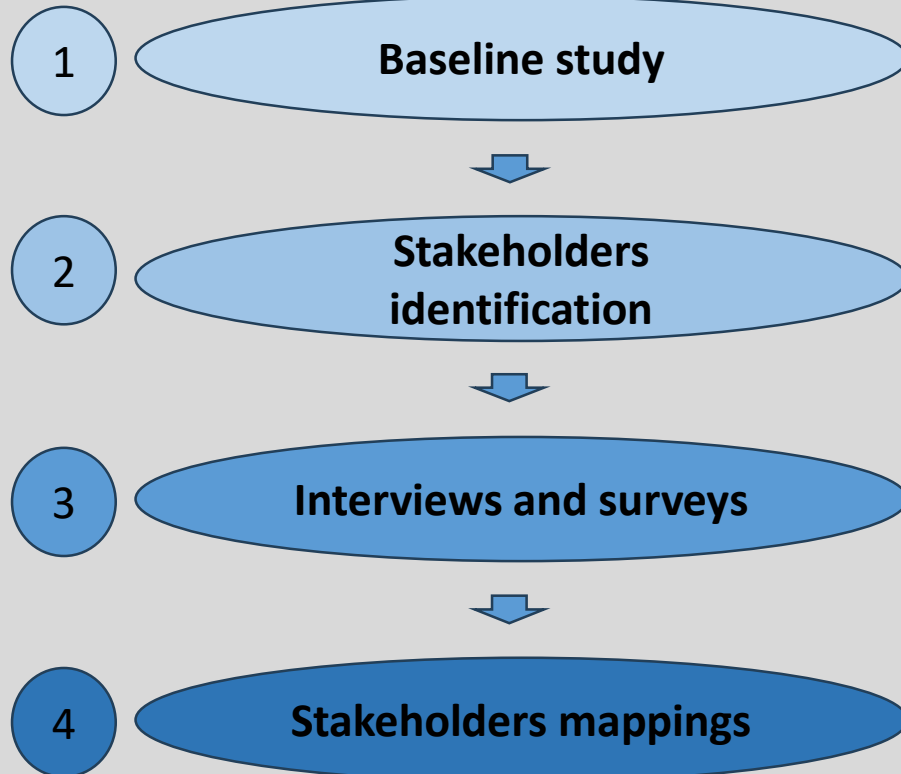 1
Baseline study
2
Stakeholders
identification
3
Interviews and surveys
4
Stakeholders mappings